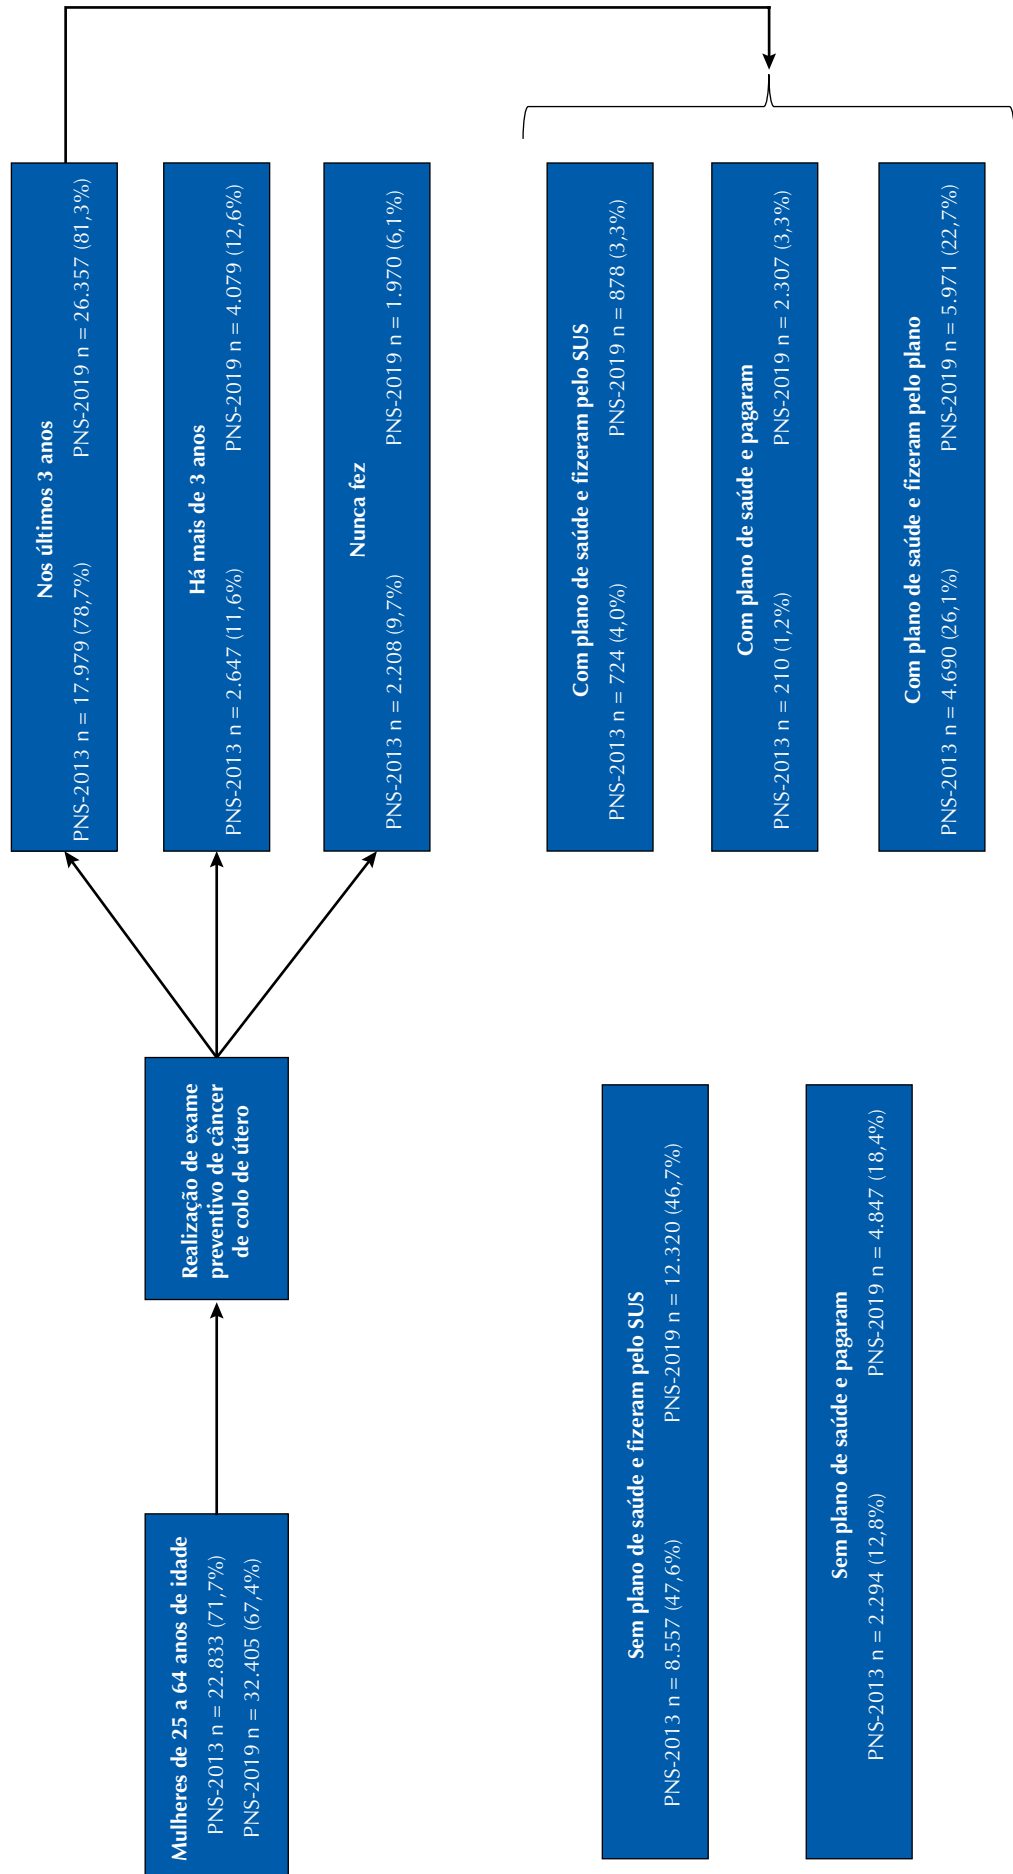 Mulheres de 25 a 64 anos de idade
PNS-2013 n = 22.833 (71,7%)
PNS-2019 n = 32.405 (67,4%)
Realização de exame
preventivo de câncer
de colo de útero
Nos últimos 3 anos
PNS-2013 n = 17.979 (78,7%) PNS-2019 n = 26.357 (81,3%)
Há mais de 3 anos
PNS-2013 n = 2.647 (11,6%) PNS-2019 n = 4.079 (12,6%)
Nunca fez
PNS-2013 n = 2.208 (9,7%) PNS-2019 n = 1.970 (6,1%)
Sem plano de saúde e fizeram pelo SUS
PNS-2013 n = 8.557 (47,6%) PNS-2019 n = 12.320 (46,7%)
Sem plano de saúde e pagaram
PNS-2013 n = 2.294 (12,8%) PNS-2019 n = 4.847 (18,4%)
Com plano de saúde e fizeram pelo SUS
PNS-2013 n = 724 (4,0%) PNS-2019 n = 878 (3,3%)
Com plano de saúde e pagaram
PNS-2013 n = 210 (1,2%) PNS-2019 n = 2.307 (3,3%)
Com plano de saúde e fizeram pelo plano
PNS-2013 n = 4.690 (26,1%) PNS-2019 n = 5.971 (22,7%)